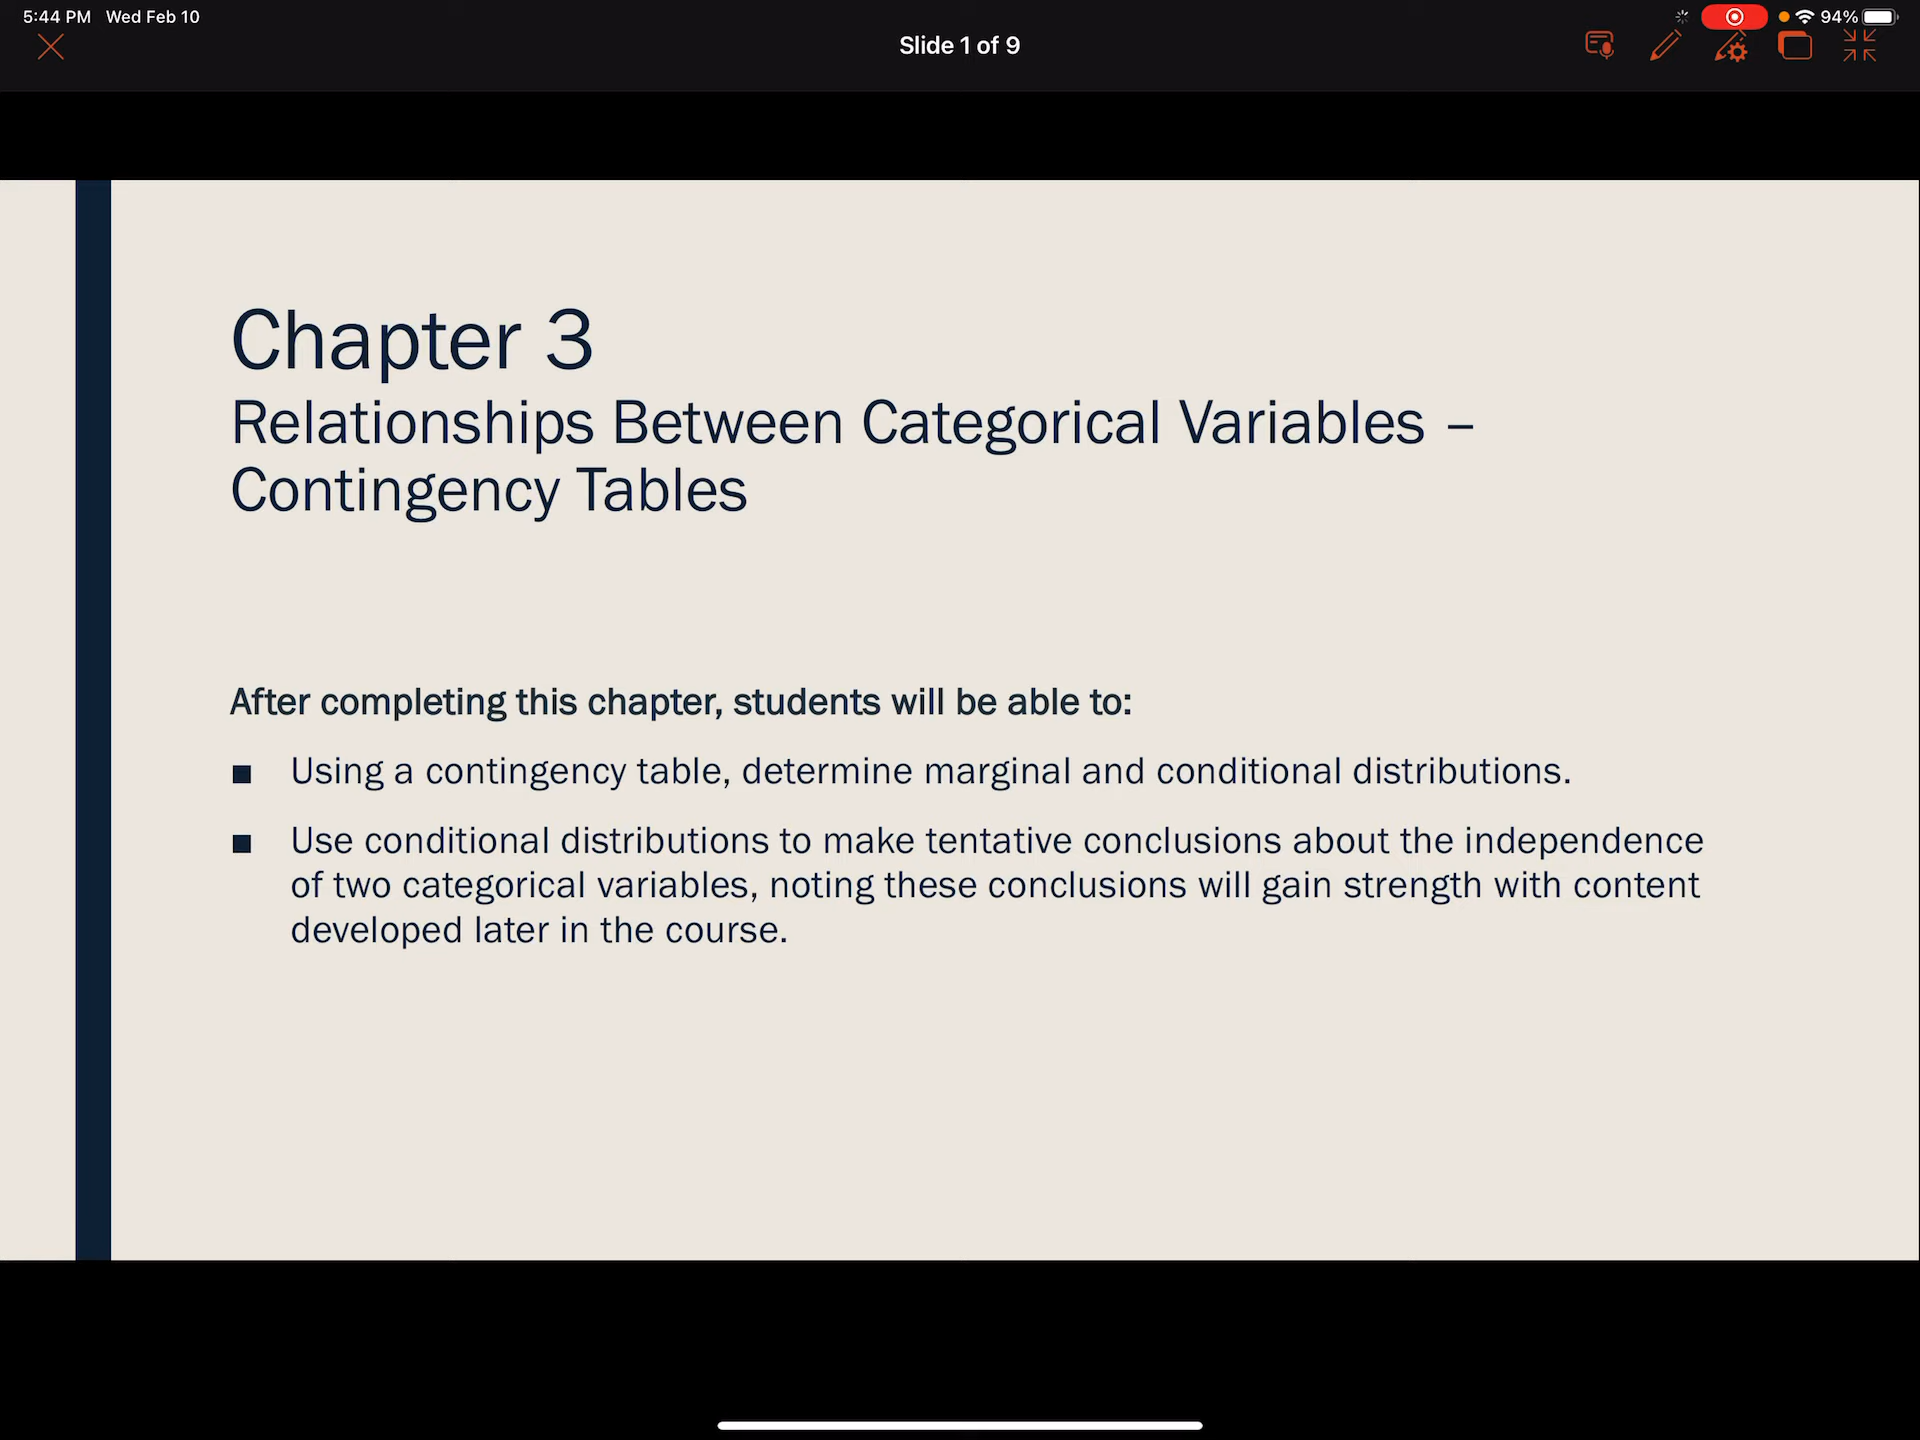 5:44 PM Wed Feb 10
94%
Slide 1 of 9
Chapter 3
Relationships Between Categorical Variables –
Contingency Tables
After completing this chapter, students will be able to:
■ Using a contingency table, determine marginal and conditional distributions.
■ Use conditional distributions to make tentative conclusions about the independence
of two categorical variables, noting these conclusions will gain strength with content
developed later in the course.